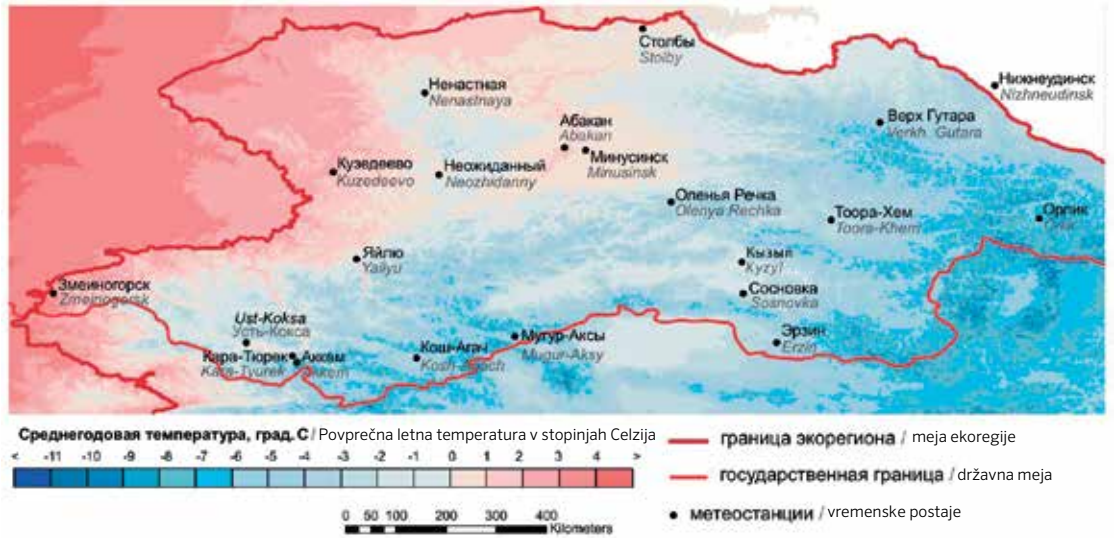 Столбы
Stolby
Ненастная
Nenastnaya
Нижнеудинск
Nizhneudinsk
Абакан
Abakan
Верх Гутара
Verkh. Gutara
Минусинск
Minusinsk
Кузедеево
Kuzedeevo
Неожиданный
Neozhidanny
Оленья Речка
Olenya Rechka
Тоора-Хем
Toora-Khem
Орлик
Яйлю
Yailyu
Кызыл
Kyzyl
Змеиногорск
Zmeinogorsk
Сосновка
Sosnovka
Ust-Koksa
Усть-Кокса
Мугур-Аксы
Mugur-Aksy
Эрзин
Erzin
Кара-Тюрек
Kara-Tyurek
Аккем
Akkem
Кош-Агач
Kosh-Agach
Среднегодовая температура, град. С / Povprečna letna temperatura v stopinjah Celzija
< -11 -10 -9 -8 -7 -6 -5 -4 -3 -2 -1 0 1 2 3 4 >
0 50 100 200 300 400
Kilometers
граница экорегиона / meja ekoregije
государственная граница / državna meja
метеостанции / vremenske postaje